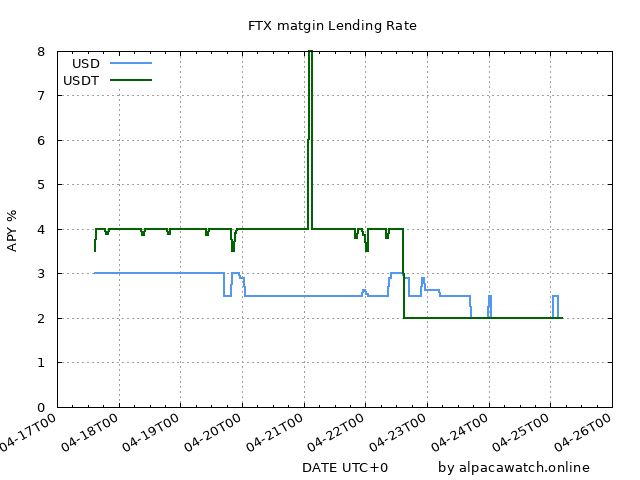 FTX matgin Lending Rate
USD
USDT
8
7
6
5
4
3
2
1
0
APY %
04-17T00
04-18T00
04-19T00
04-20T00
04-21T00
04-22T00
04-23T00
04-24T00
04-25T00
04-26T00
DATE UTC+0
by alpacawatch.online